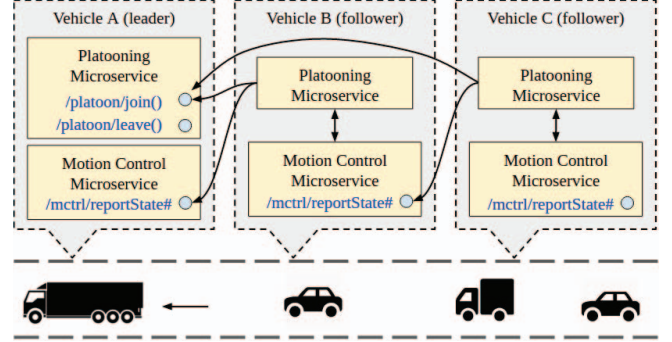 Vehicle A (leader)
Platooning
Microservice
/platoon/join()
/platoon/leave()
Motion Control
Microservice
/mctrl/reportState#
Vehicle B (follower)
Platooning
Microservice
Motion Control
Microservice
/mctrl/reportState#
Vehicle C (follower)
Platooning
Microservice
Motion Control
Microservice
/mctrl/reportState#